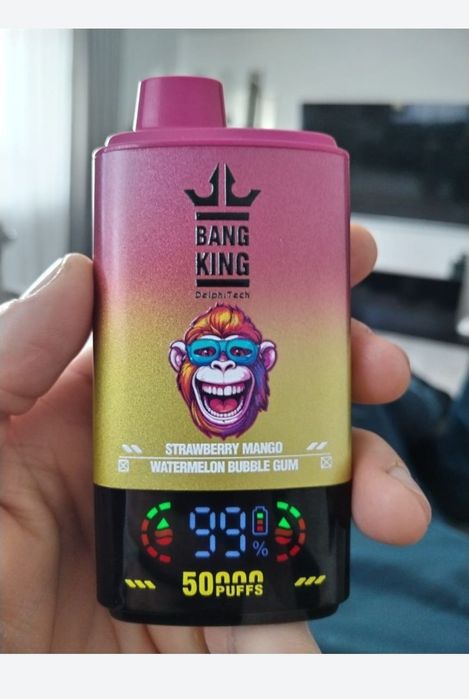 BANG
KING
DelphiTech
STRAWBERRY MANGO
WATERMELON BUBBLE GUM
99
%
50000
PUFFS